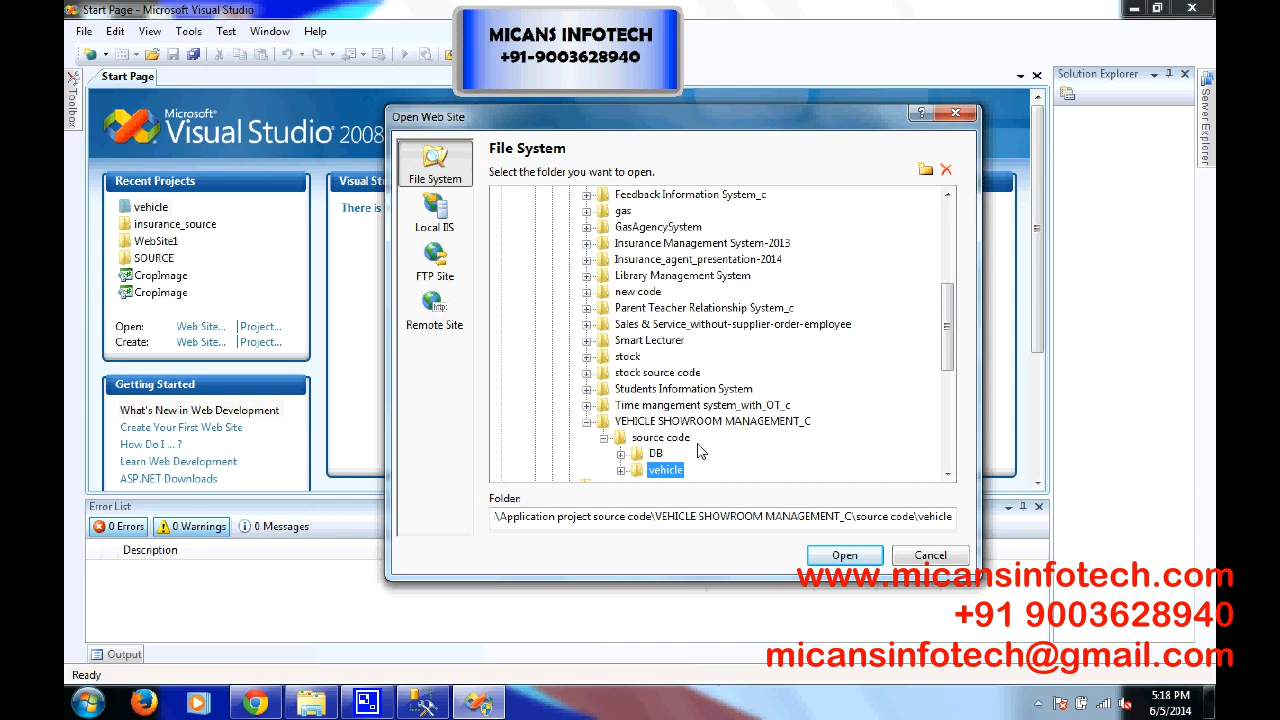 Start Page - Microsoft Visual Studio
File Edit View Tools Test Window Help
MICANS INFOTECH
+91-9003628940
Start Page
Solution Explorer
Toolbox
Server Explorer
Microsoft®
Visual Studio 2008
Recent Projects
vehicle
insurance_source
WebSite1
SOURCE
CropImage
CropImage
Open: Web Site... | Project...
Create: Web Site... | Project...
Getting Started
What's New in Web Development
Create Your First Web Site
How Do I ... ?
Learn Web Development
ASP.NET Downloads
Visual Stu
There is
Open Web Site
File System
Local IIS
FTP Site
http:
Remote Site
File System
Select the folder you want to open.
Feedback Information System_c
gas
GasAgencySystem
Insurance Management System-2013
Insurance_agent_presentation-2014
Library Management System
new code
Parent Teacher Relationship System_c
Sales & Service_without-supplier-order-employee
Smart Lecturer
stock
stock source code
Students Information System
Time mangement system_with_OT_c
VEHICLE SHOWROOM MANAGEMENT_C
source code
DB
vehicle
Folder:
\Application project source code\VEHICLE SHOWROOM MANAGEMENT_C\source code\vehicle
Open Cancel
Error List
0 Errors 0 Warnings 0 Messages
Description
Output
Ready
www.micansinfotech.com
+91 9003628940
micansinfotech@gmail.com
5:18 PM
6/5/2014